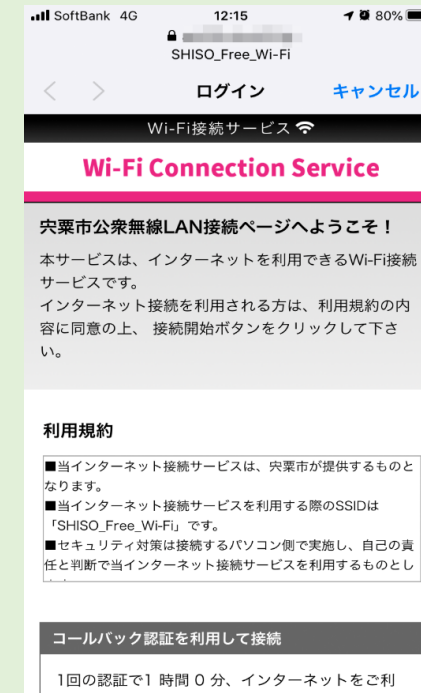 SoftBank 4G 12:15 80%
SHISO_Free_Wi-Fi
ログイン キャンセル
Wi-Fi接続サービス
Wi-Fi Connection Service
宍粟市公衆無線LAN接続ページへようこそ！
本サービスは、インターネットを利用できるWi-Fi接続
サービスです。
インターネット接続を利用される方は、利用規約の内
容に同意の上、 接続開始ボタンをクリックして下さ
い。
利用規約
■当インターネット接続サービスは、宍粟市が提供するものと
なります。
■当インターネット接続サービスを利用する際のSSIDは
「SHISO_Free_Wi-Fi」です。
■セキュリティ対策は接続するパソコン側で実施し、自己の責
任と判断で当インターネット接続サービスを利用するものとし
コールバック認証を利用して接続
1回の認証で1 時間 0 分、インターネットをご利